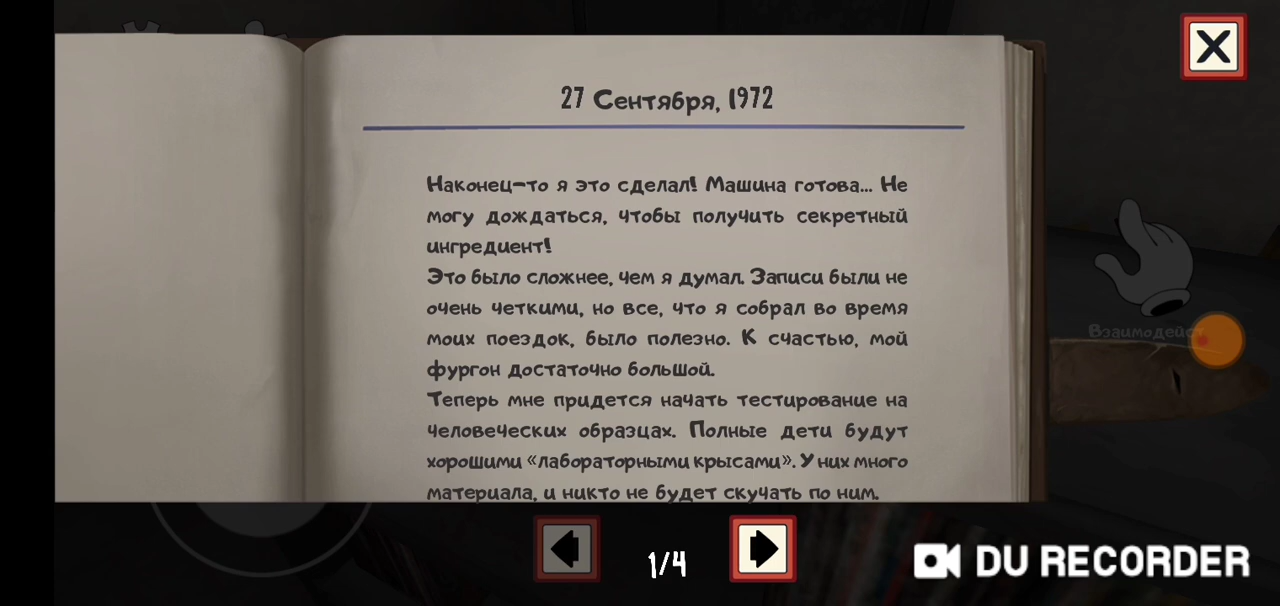 27 Сентября, 1972
Наконец-то я это сделал! Машина готова... Не
могу дождаться, чтобы получить секретный
ингредиент!
Это было сложнее, чем я думал. Записи были не
очень четкими, но все, что я собрал во время
моих поездок, было полезно. К счастью, мой
фургон достаточно большой.
Теперь мне придется начать тестирование на
человеческих образцах. Полные дети будут
хорошими «лабораторными крысами». У них много
материала, и никто не будет скучать по ним.
Взаимодейс
1/4
DU RECORDER